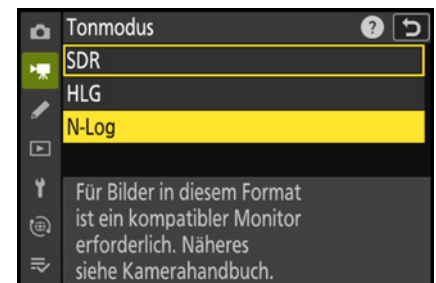 Tonmodus
?
SDR
HLG
N-Log
Für Bilder in diesem Format
ist ein kompatibler Monitor
erforderlich. Näheres
siehe Kamerahandbuch.